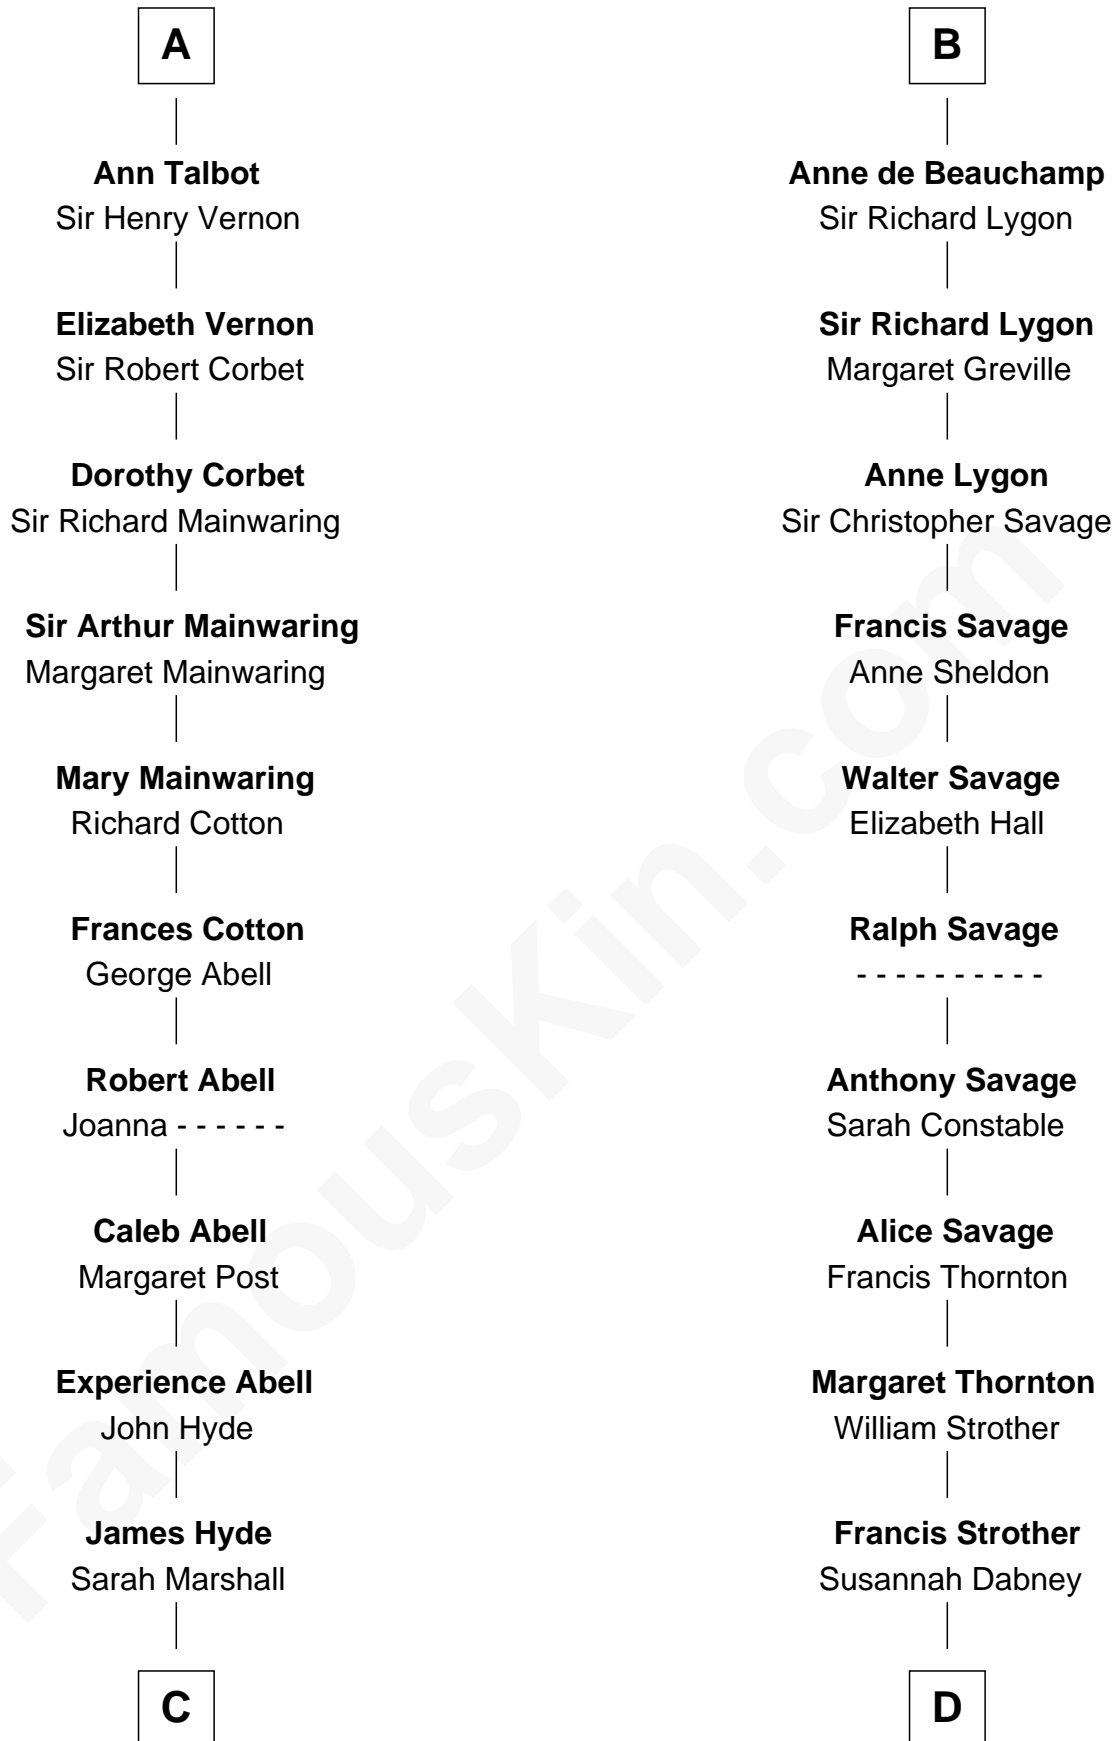 A
Ann Talbot
Sir Henry Vernon
Elizabeth Vernon
Sir Robert Corbet
Dorothy Corbet
Sir Richard Mainwaring
Sir Arthur Mainwaring
Margaret Mainwaring
Mary Mainwaring
Richard Cotton
Frances Cotton
George Abell
Robert Abell
Joanna - - - - - -
Caleb Abell
Margaret Post
Experience Abell
John Hyde
James Hyde
Sarah Marshall
C
B
Anne de Beauchamp
Sir Richard Lygon
Sir Richard Lygon
Margaret Greville
Anne Lygon
Sir Christopher Savage
Francis Savage
Anne Sheldon
Walter Savage
Elizabeth Hall
Ralph Savage
- - - - - - - - - -
Anthony Savage
Sarah Constable
Alice Savage
Francis Thornton
Margaret Thornton
William Strother
Francis Strother
Susannah Dabney
D
FamousKin.com